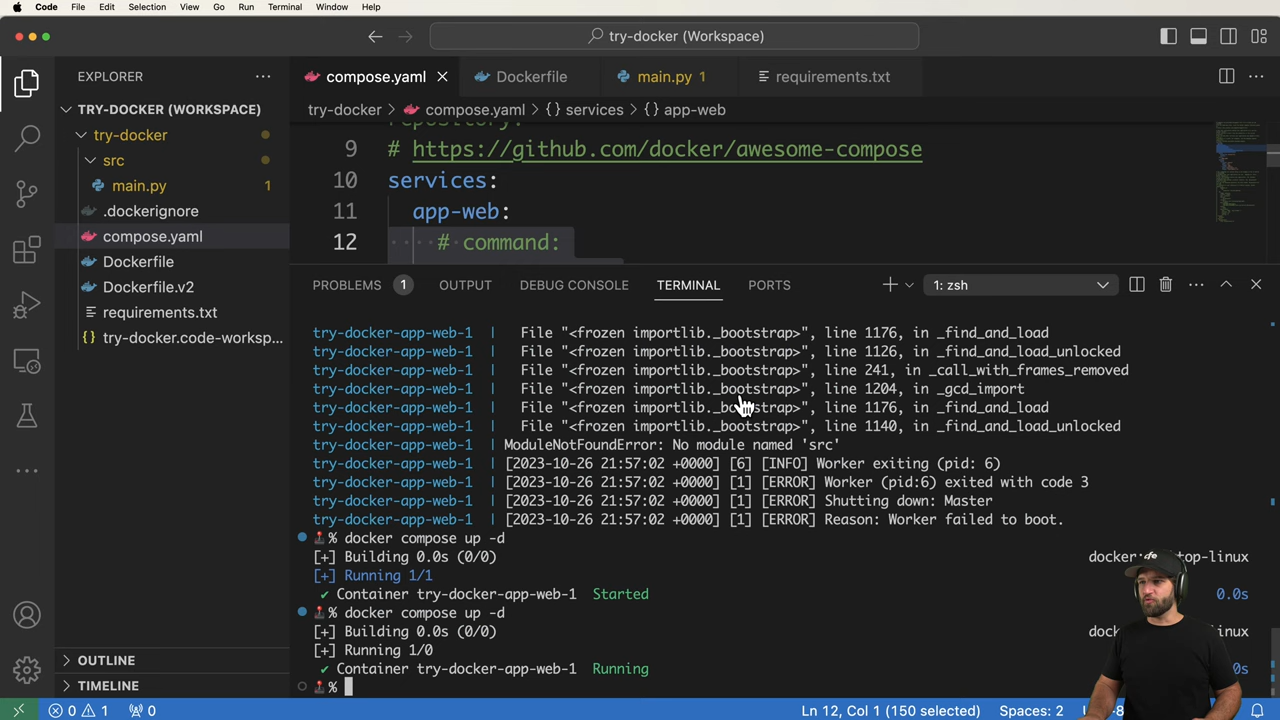 Code File Edit Selection View Go Run Terminal Window Help
try-docker (Workspace)
EXPLORER
compose.yaml
Dockerfile
main.py 1
requirements.txt
TRY-DOCKER (WORKSPACE)
try-docker
src
main.py 1
.dockerignore
compose.yaml
Dockerfile
Dockerfile.v2
requirements.txt
try-docker.code-worksp...
OUTLINE
TIMELINE
try-docker > compose.yaml > {} services > {} app-web
repository:
9 # https://github.com/docker/awesome-compose
10 services:
11 app-web:
12 # command:
PROBLEMS 1 OUTPUT DEBUG CONSOLE TERMINAL PORTS
1: zsh
try-docker-app-web-1 | File "<frozen importlib._bootstrap>", line 1176, in _find_and_load
try-docker-app-web-1 | File "<frozen importlib._bootstrap>", line 1126, in _find_and_load_unlocked
try-docker-app-web-1 | File "<frozen importlib._bootstrap>", line 241, in _call_with_frames_removed
try-docker-app-web-1 | File "<frozen importlib._bootstrap>", line 1204, in _gcd_import
try-docker-app-web-1 | File "<frozen importlib._bootstrap>", line 1176, in _find_and_load
try-docker-app-web-1 | File "<frozen importlib._bootstrap>", line 1140, in _find_and_load_unlocked
try-docker-app-web-1 | ModuleNotFoundError: No module named 'src'
try-docker-app-web-1 | [2023-10-26 21:57:02 +0000] [6] [INFO] Worker exiting (pid: 6)
try-docker-app-web-1 | [2023-10-26 21:57:02 +0000] [1] [ERROR] Worker (pid:6) exited with code 3
try-docker-app-web-1 | [2023-10-26 21:57:02 +0000] [1] [ERROR] Shutting down: Master
try-docker-app-web-1 | [2023-10-26 21:57:02 +0000] [1] [ERROR] Reason: Worker failed to boot.
% docker compose up -d
[+] Building 0.0s (0/0) docker:
[+] Running 1/1
✔ Container try-docker-app-web-1 Started 0.0s
% docker compose up -d
[+] Building 0.0s (0/0)
[+] Running 1/0
✔ Container try-docker-app-web-1 Running
%
0 1 0 Ln 12, Col 1 (150 selected) Spaces: 2